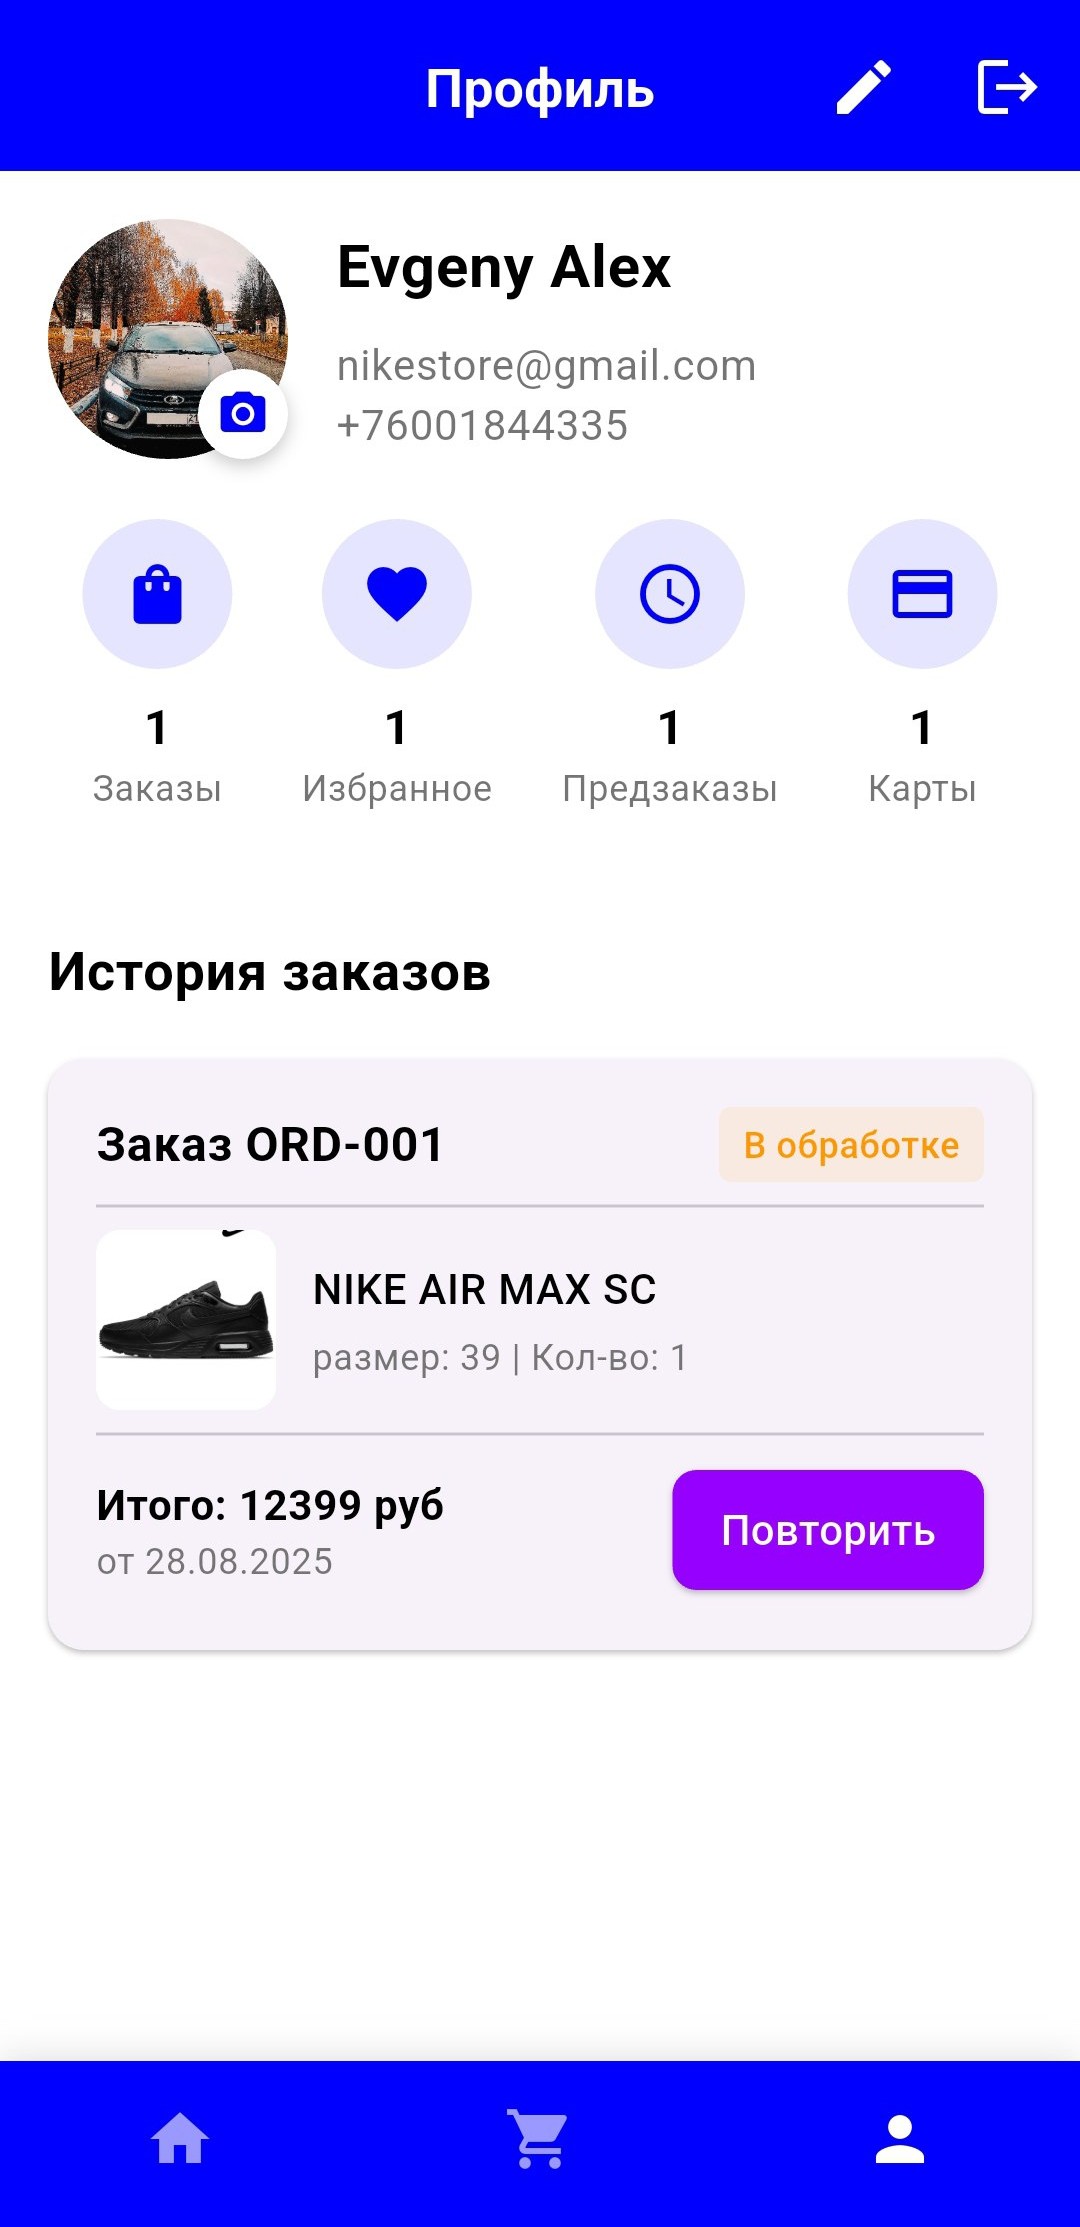 Профиль
Evgeny Alex
nikestore@gmail.com
+76001844335
1 1 1 1
Заказы Избранное Предзаказы Карты
История заказов
Заказ ORD-001 В обработке
NIKE AIR MAX SC
размер: 39 | Кол-во: 1
Итого: 12399 руб
от 28.08.2025
Повторить